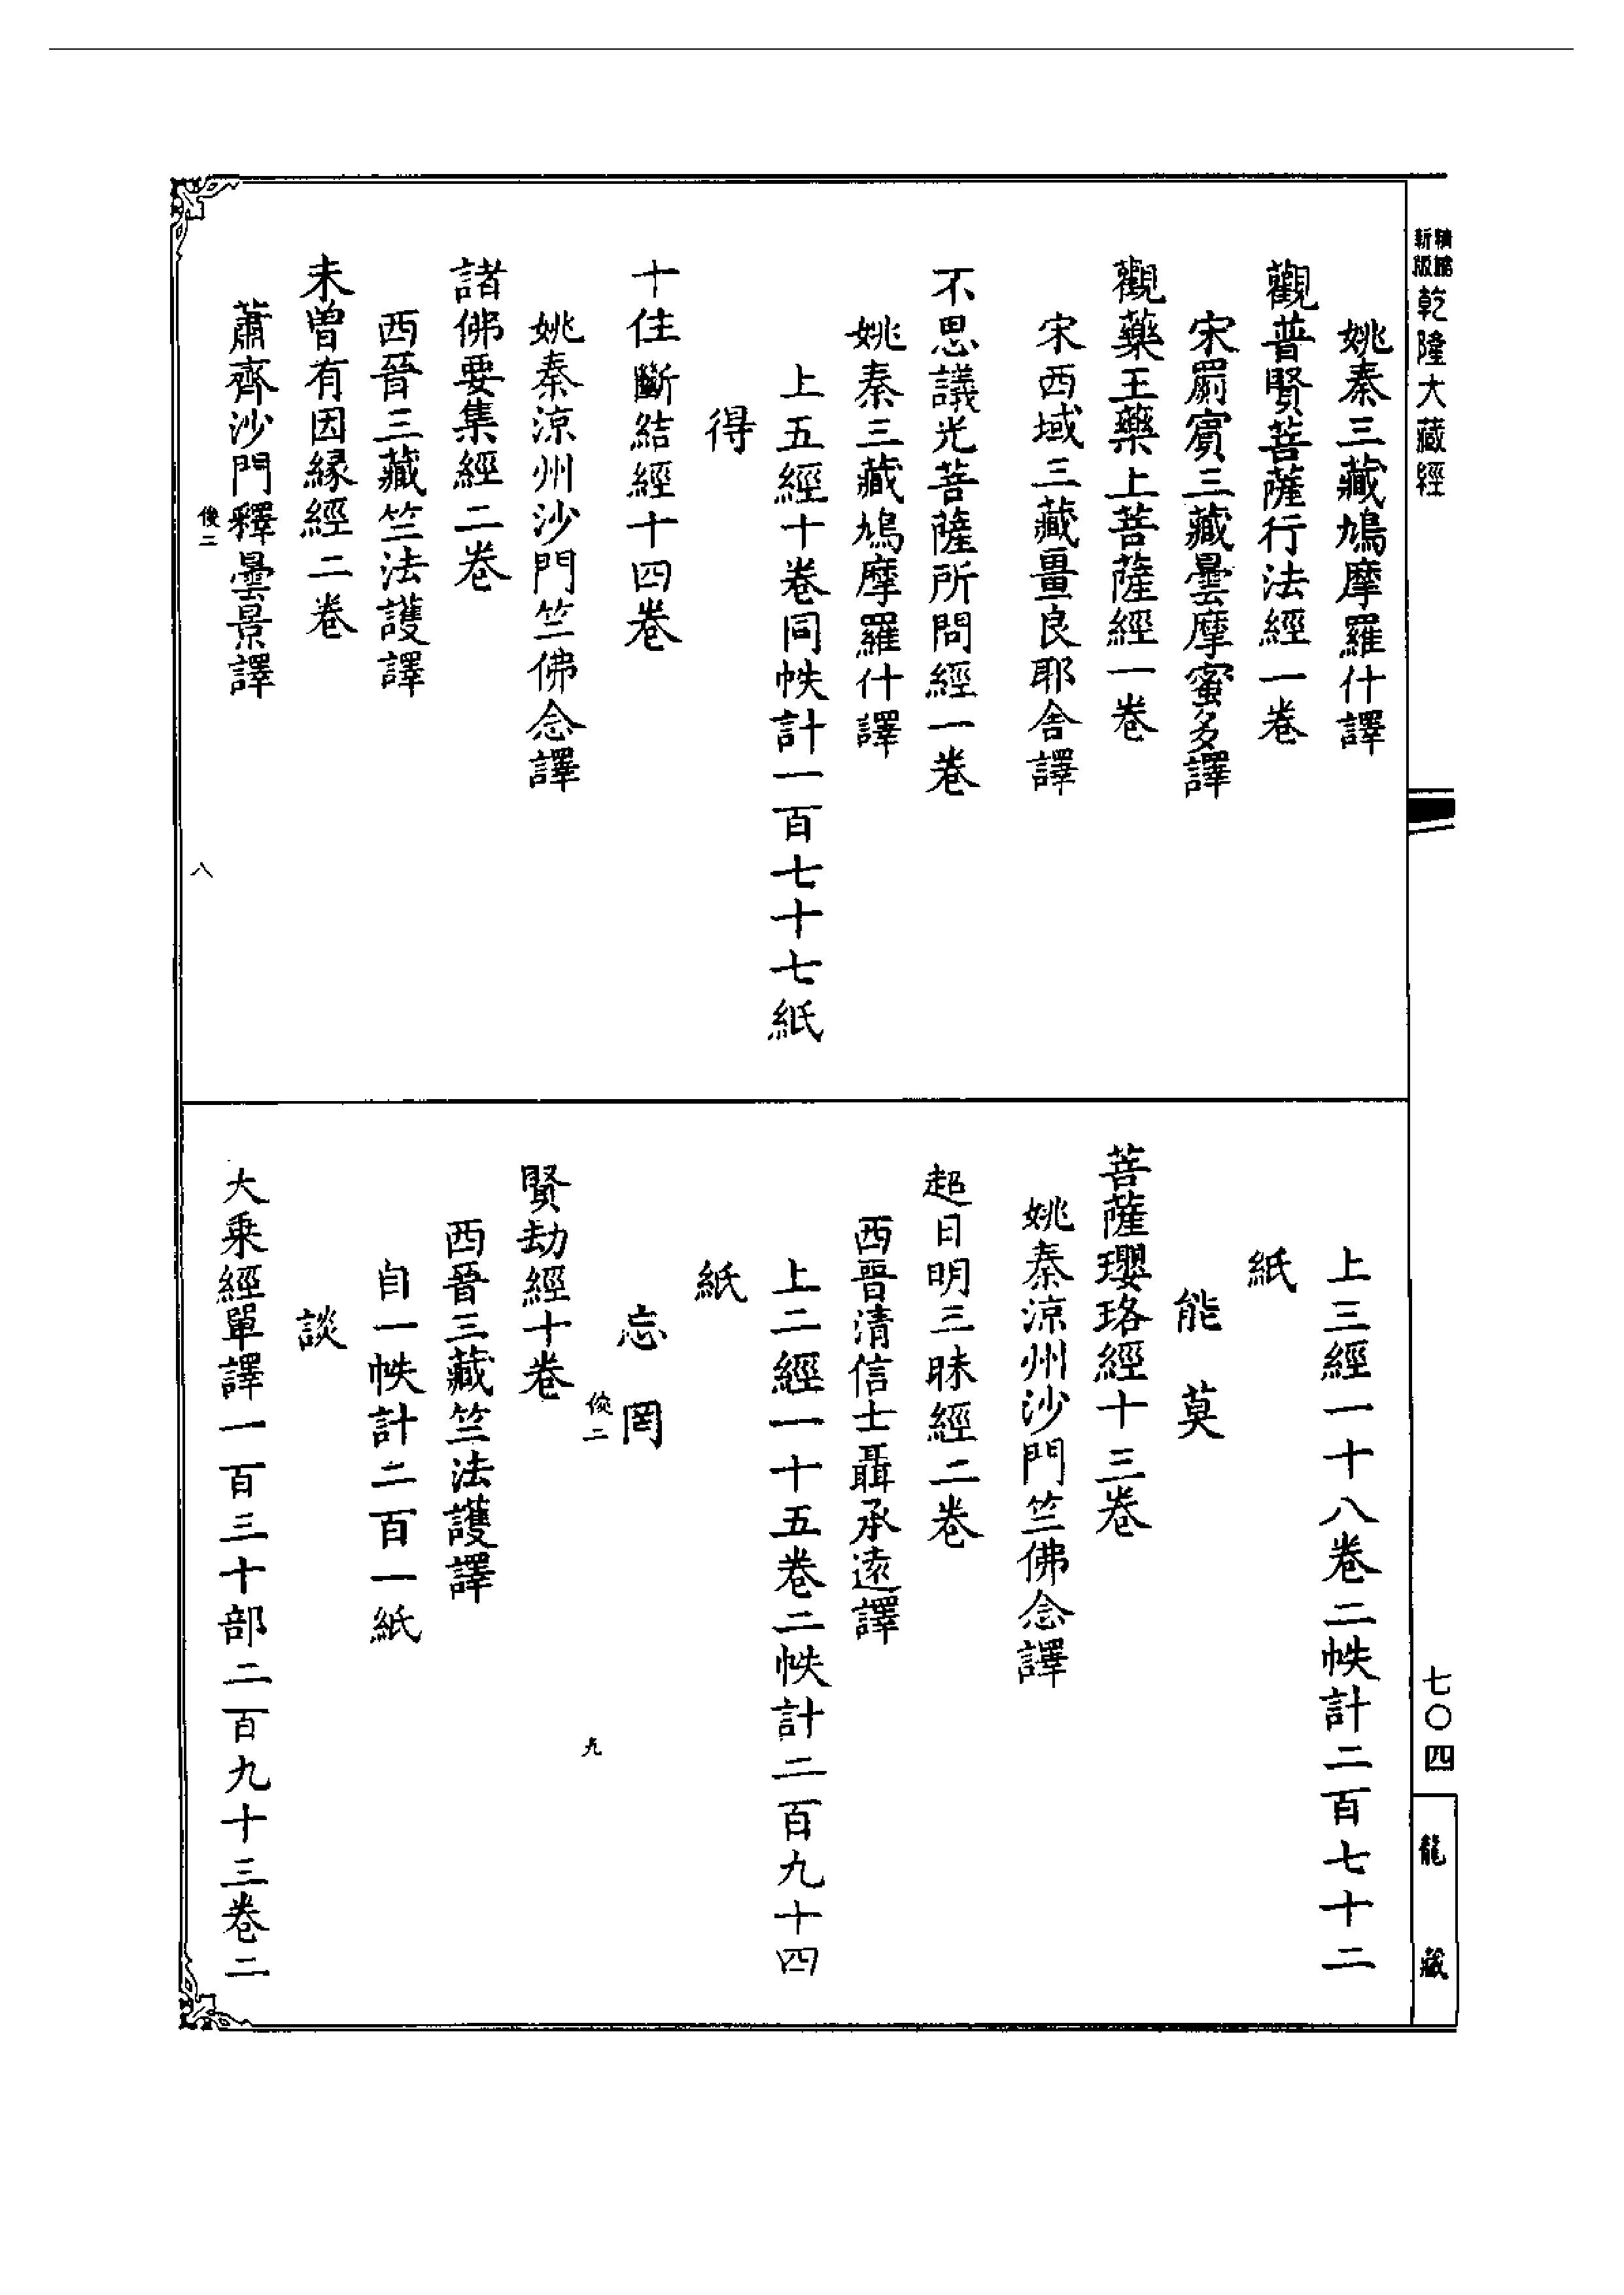 新版 精縮 乾隆大藏經
姚秦三藏鳩摩羅什譯
觀普賢菩薩行法經一卷
宋罽賓三藏曇摩蜜多譯
觀藥王藥上菩薩經一卷
宋西域三藏畺良耶舍譯
不思議光菩薩所問經一卷
姚秦三藏鳩摩羅什譯
上五經十卷同帙計一百七十七紙
得
十住斷結經十四卷
姚秦涼州沙門竺佛念譯
諸佛要集經二卷
西晉三藏竺法護譯
未曾有因緣經二卷
蕭齊沙門釋曇景譯
俊二
八
上三經一十八卷二帙計二百七十二
紙
能莫
菩薩瓔珞經十三卷
姚秦涼州沙門竺佛念譯
超日明三昧經二卷
西晉清信士聶承遠譯
上二經一十五卷二帙計二百九十四
紙
忘罔
俊二
九
賢劫經十卷
西晉三藏竺法護譯
自一帙計二百一紙
談
大乘經單譯一百三十部二百九十三卷二
七〇四
龍藏